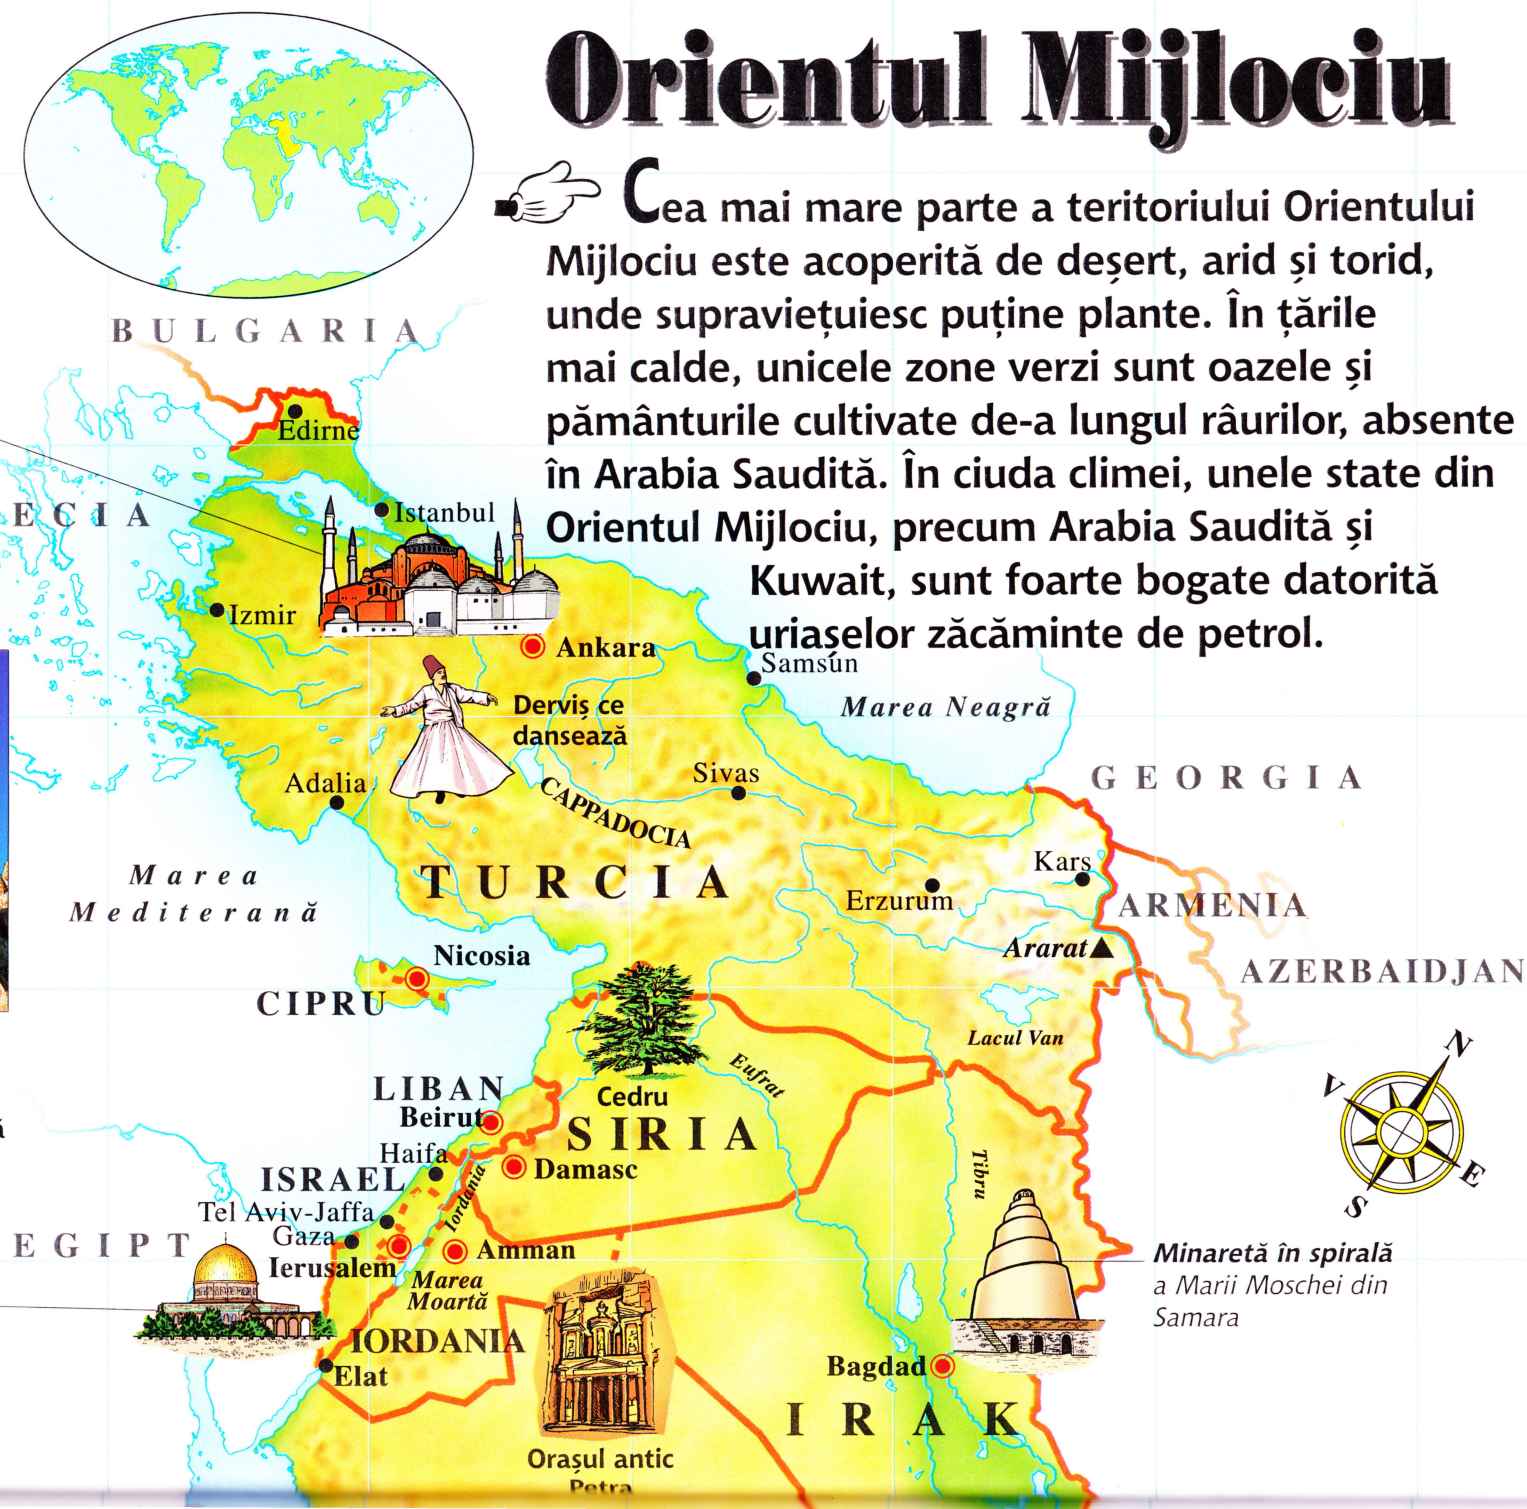 Orientul Mijlociu
Cea mai mare parte a teritoriului Orientului
Mijlociu este acoperită de deșert, arid și torid,
unde supraviețuiesc puține plante. În țările
mai calde, unicele zone verzi sunt oazele și
pământurile cultivate de-a lungul râurilor, absente
în Arabia Saudită. În ciuda climei, unele state din
Orientul Mijlociu, precum Arabia Saudită și
Kuwait, sunt foarte bogate datorită
uriașelor zăcăminte de petrol.
BULGARIA
Edirne
ECIA
Istanbul
Izmir
Ankara
Samsun
Marea Neagră
Derviș ce
dansează
Adalia
Sivas
CAPPADOCIA
GEORGIA
TURCIA
Kars
Erzurum
ARMENIA
Ararat
AZERBAIDJAN
Marea
Mediterană
Nicosia
CIPRU
Lacul Van
Eufrat
N
V
E
S
LIBAN
Beirut
Cedru
SIRIA
Haifa
Damasc
ISRAEL
Iordania
Tibru
Tel Aviv-Jaffa
Gaza
EGIPT
Ierusalem
Amman
Marea
Moartă
Minaretă în spirală
a Marii Moschei din
Samara
IORDANIA
Elat
Bagdad
IRAK
Orașul antic
Petra